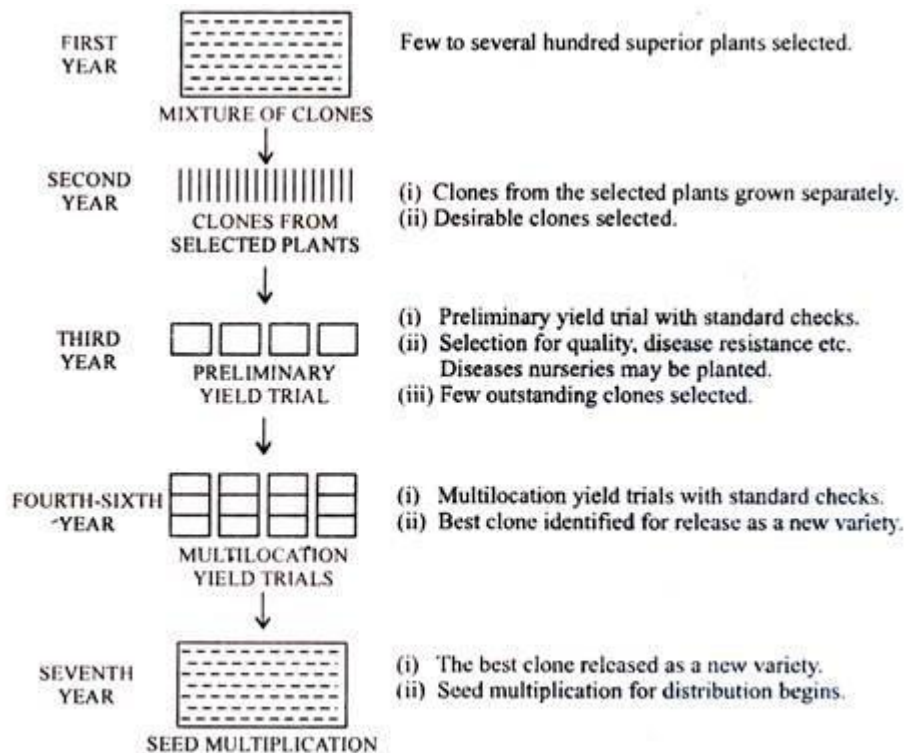 FIRST
YEAR
Few to several hundred superior plants selected.
MIXTURE OF CLONES
SECOND
YEAR
(i) Clones from the selected plants grown separately.
(ii) Desirable clones selected.
CLONES FROM
SELECTED PLANTS
THIRD
YEAR
(i) Preliminary yield trial with standard checks.
(ii) Selection for quality, disease resistance etc.
Diseases nurseries may be planted.
(iii) Few outstanding clones selected.
PRELIMINARY
YIELD TRIAL
FOURTH-SIXTH
YEAR
(i) Multilocation yield trials with standard checks.
(ii) Best clone identified for release as a new variety.
MULTILOCATION
YIELD TRIALS
SEVENTH
YEAR
(i) The best clone released as a new variety.
(ii) Seed multiplication for distribution begins.
SEED MULTIPLICATION